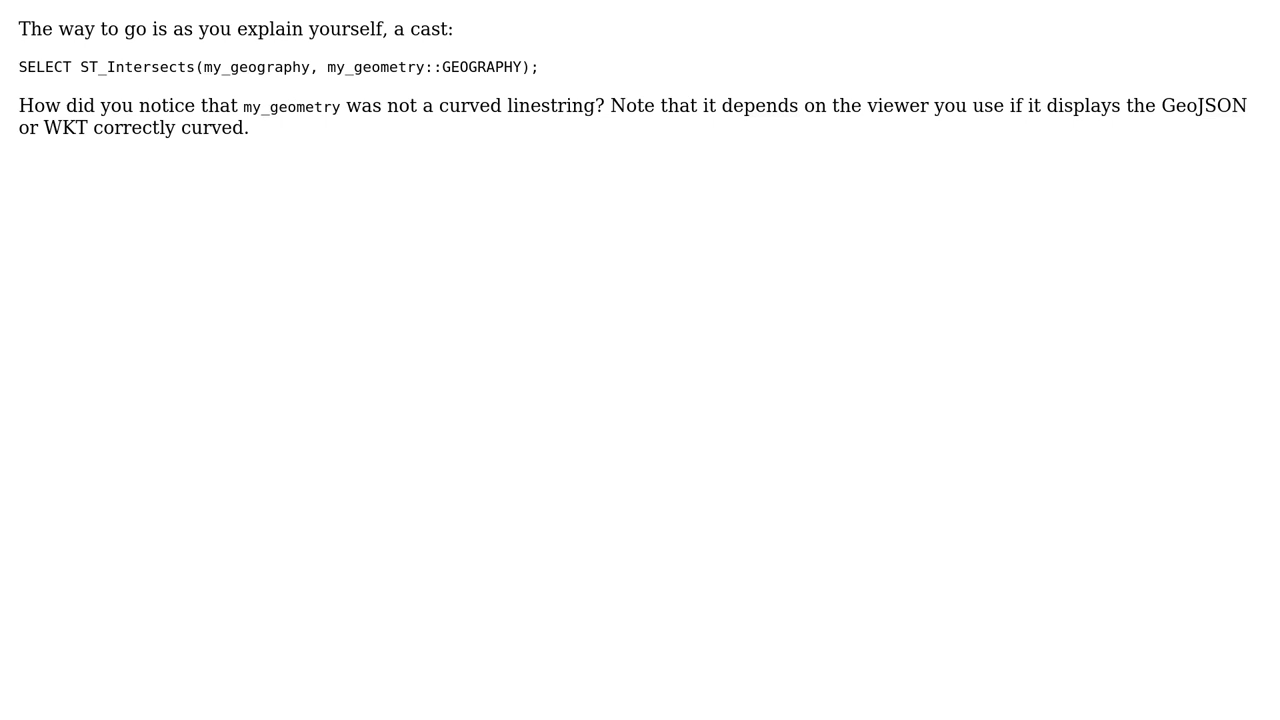 The way to go is as you explain yourself, a cast:
SELECT ST_Intersects(my_geography, my_geometry::GEOGRAPHY);
How did you notice that my_geometry was not a curved linestring? Note that it depends on the viewer you use if it displays the GeoJSON
or WKT correctly curved.